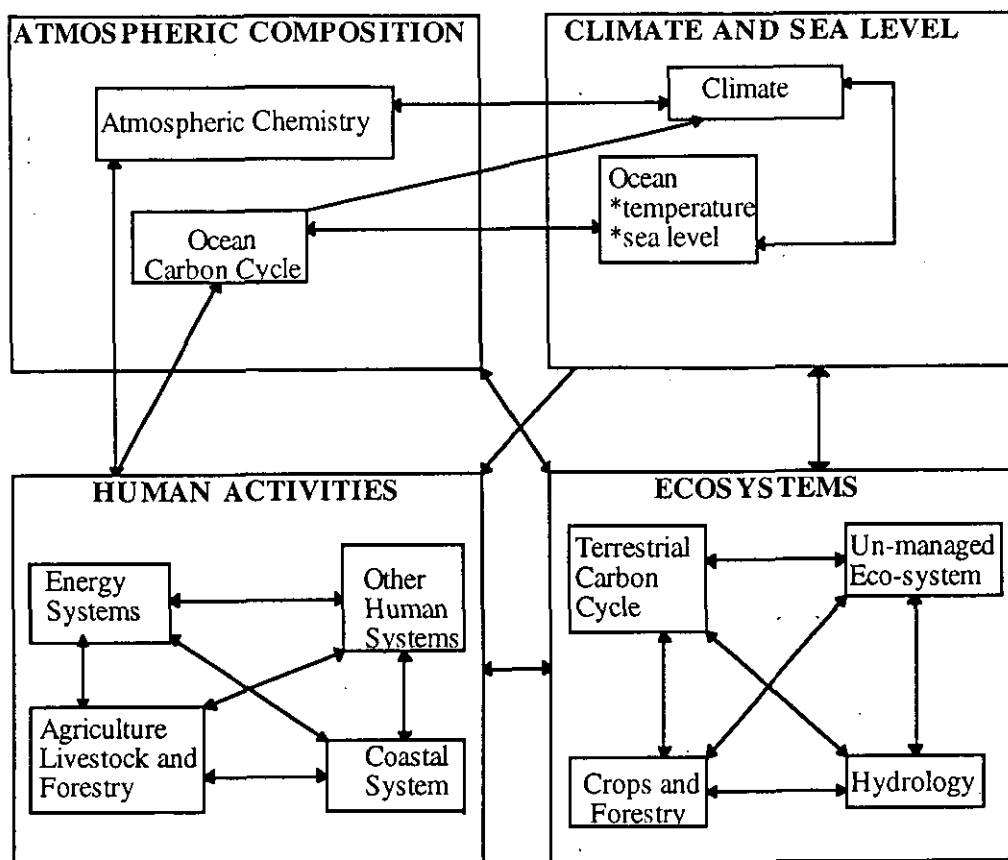 ATMOSPHERIC COMPOSITION
Atmospheric Chemistry
Ocean
Carbon Cycle
CLIMATE AND SEA LEVEL
Climate
Ocean
*temperature
*sea level
HUMAN ACTIVITIES
Energy
Systems
Other
Human
Systems
Agriculture
Livestock and
Forestry
Coastal
System
ECOSYSTEMS
Terrestrial
Carbon
Cycle
Un-managed
Eco-system
Crops and
Forestry
Hydrology